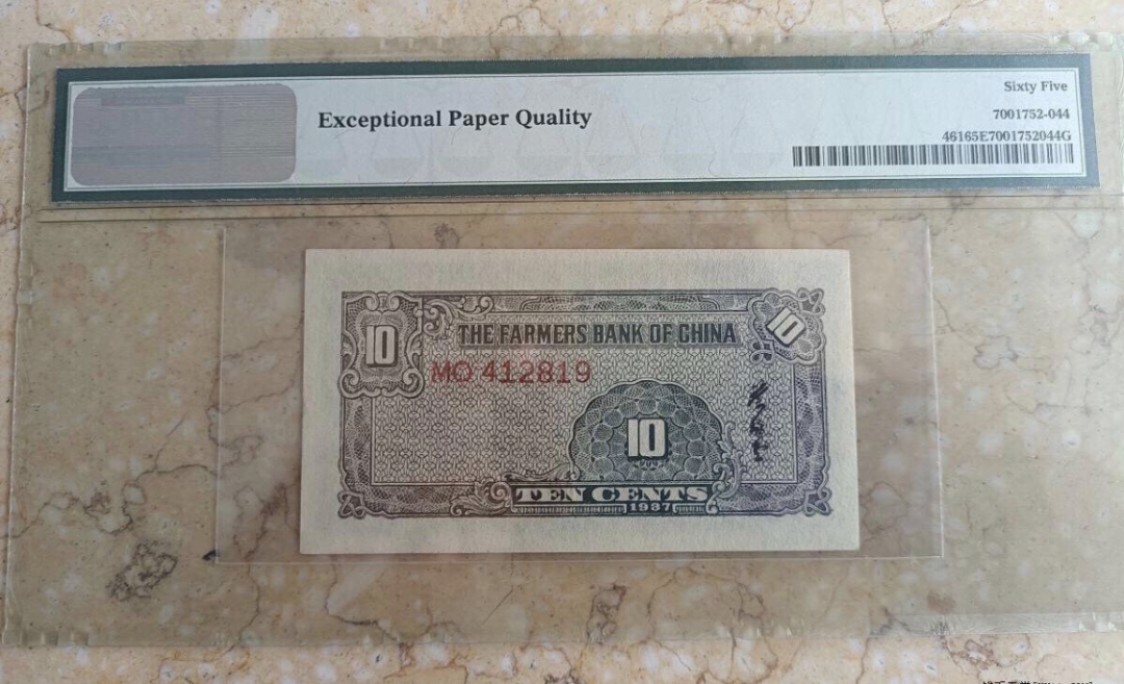 Sixty Five
Exceptional Paper Quality
7001752-044
46165E7001752044G
10
10
THE FARMERS BANK OF CHINA
MO 412819
10
TEN CENTS
1937